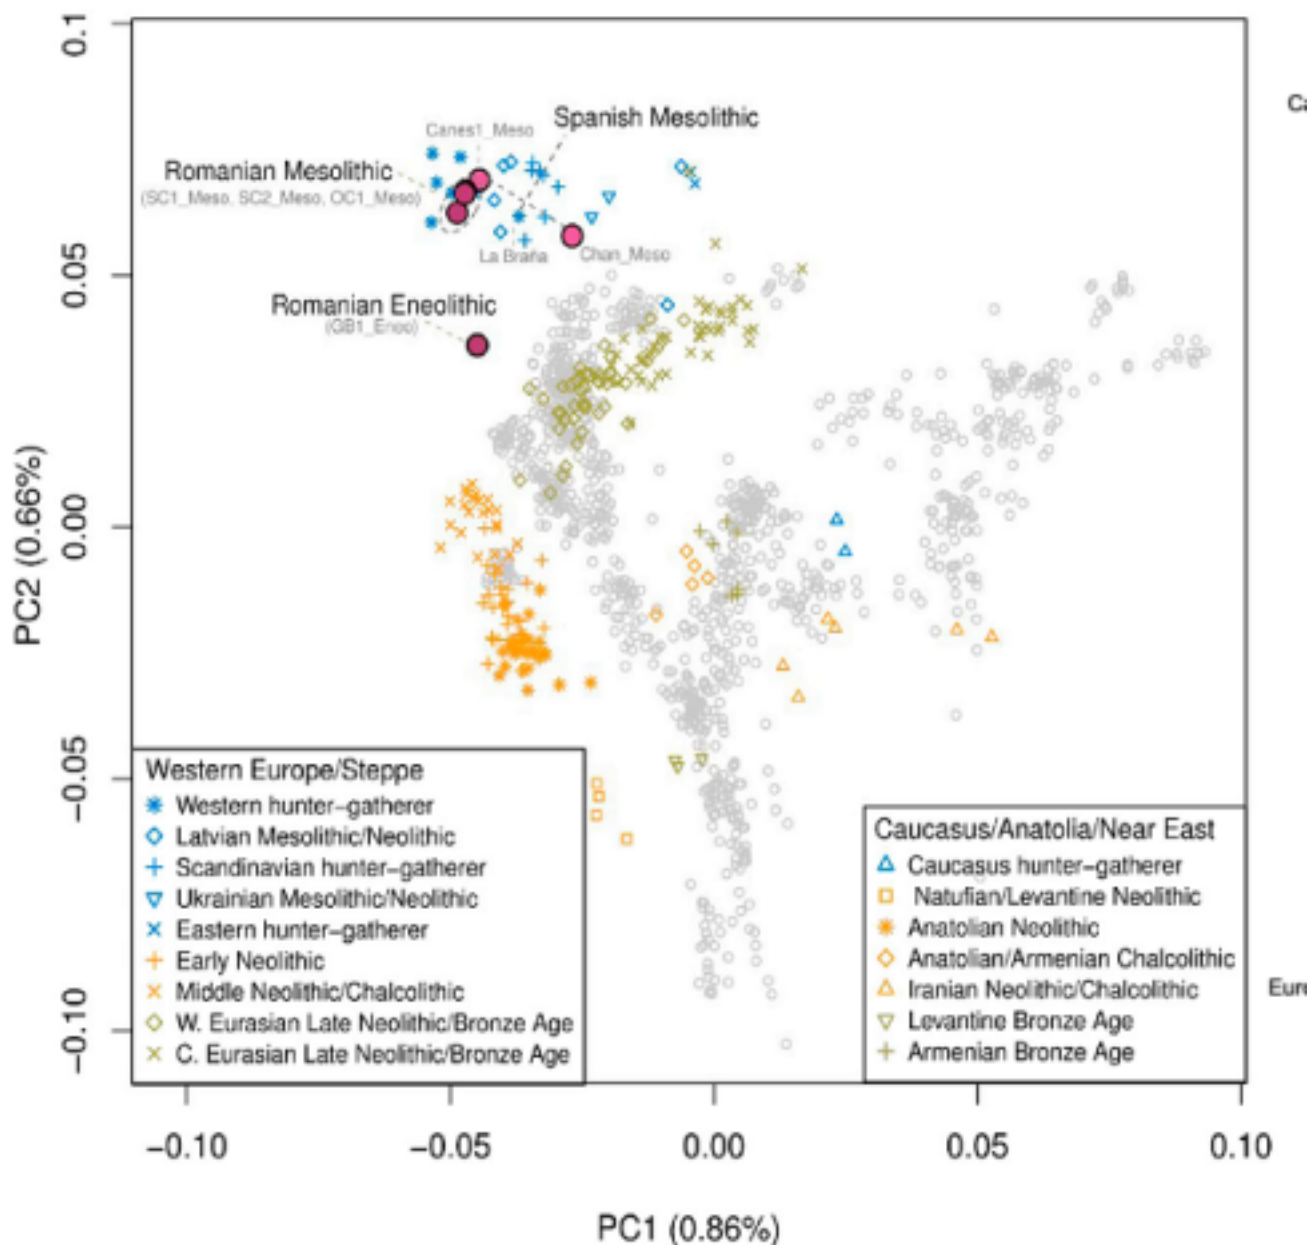 0.1
Ca
Spanish Mesolithic
Canes1_Meso
Romanian Mesolithic
(SC1_Meso, SC2_Meso, OC1_Meso)
La Braña
Chan_Meso
0.05
Romanian Eneolithic
(GB1_Eneo)
PC2 (0.66%)
0.00
−0.05
−0.10
Western Europe/Steppe
Western hunter−gatherer
Latvian Mesolithic/Neolithic
Scandinavian hunter−gatherer
Ukrainian Mesolithic/Neolithic
Eastern hunter−gatherer
Early Neolithic
Middle Neolithic/Chalcolithic
W. Eurasian Late Neolithic/Bronze Age
C. Eurasian Late Neolithic/Bronze Age
Caucasus/Anatolia/Near East
Caucasus hunter−gatherer
Natufian/Levantine Neolithic
Anatolian Neolithic
Anatolian/Armenian Chalcolithic
Iranian Neolithic/Chalcolithic
Levantine Bronze Age
Armenian Bronze Age
Euro
−0.10 −0.05 0.00 0.05 0.10
PC1 (0.86%)